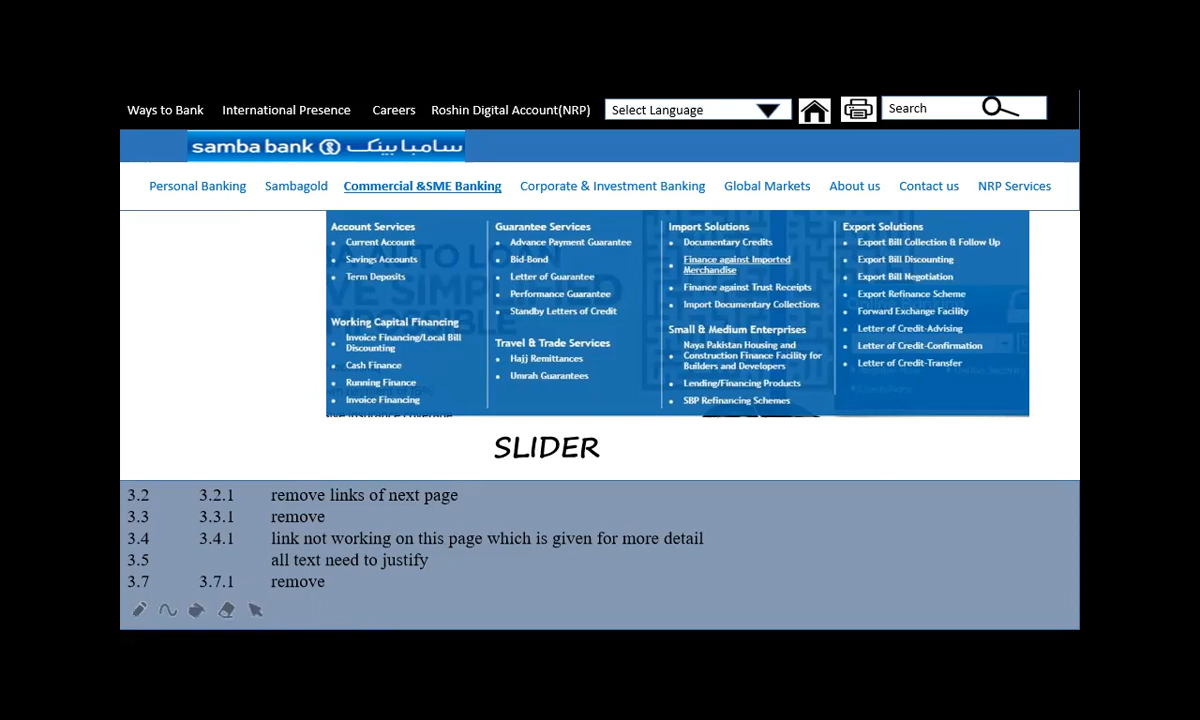 Ways to Bank International Presence Careers Roshin Digital Account(NRP) Select Language Search
samba bank سامبا بينک
Personal Banking Sambagold Commercial &SME Banking Corporate & Investment Banking Global Markets About us Contact us NRP Services
Account Services
Current Account
Savings Accounts
Term Deposits
Working Capital Financing
Invoice Financing/Local Bill
Discounting
Cash Finance
Running Finance
Invoice Financing
Guarantee Services
Advance Payment Guarantee
Bid-Bond
Letter of Guarantee
Performance Guarantee
Standby Letters of Credit
Travel & Trade Services
Hajj Remittances
Umrah Guarantees
Import Solutions
Documentary Credits
Finance against Imported
Merchandise
Finance against Trust Receipts
Import Documentary Collections
Small & Medium Enterprises
Naya Pakistan Housing and
Construction Finance Facility for
Builders and Developers
Lending/Financing Products
SBP Refinancing Schemes
Export Solutions
Export Bill Collection & Follow Up
Export Bill Discounting
Export Bill Negotiation
Export Refinance Scheme
Forward Exchange Facility
Letter of Credit-Advising
Letter of Credit-Confirmation
Letter of Credit-Transfer
SLIDER
3.2 3.2.1 remove links of next page
3.3 3.3.1 remove
3.4 3.4.1 link not working on this page which is given for more detail
3.5 all text need to justify
3.7 3.7.1 remove